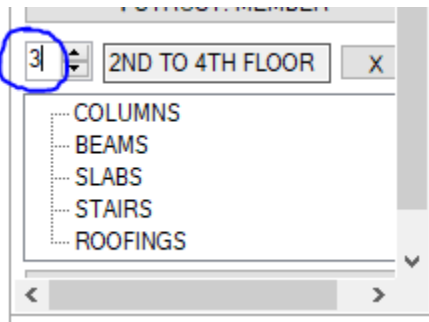 3 2ND TO 4TH FLOOR X
COLUMNS
BEAMS
SLABS
STAIRS
ROOFINGS